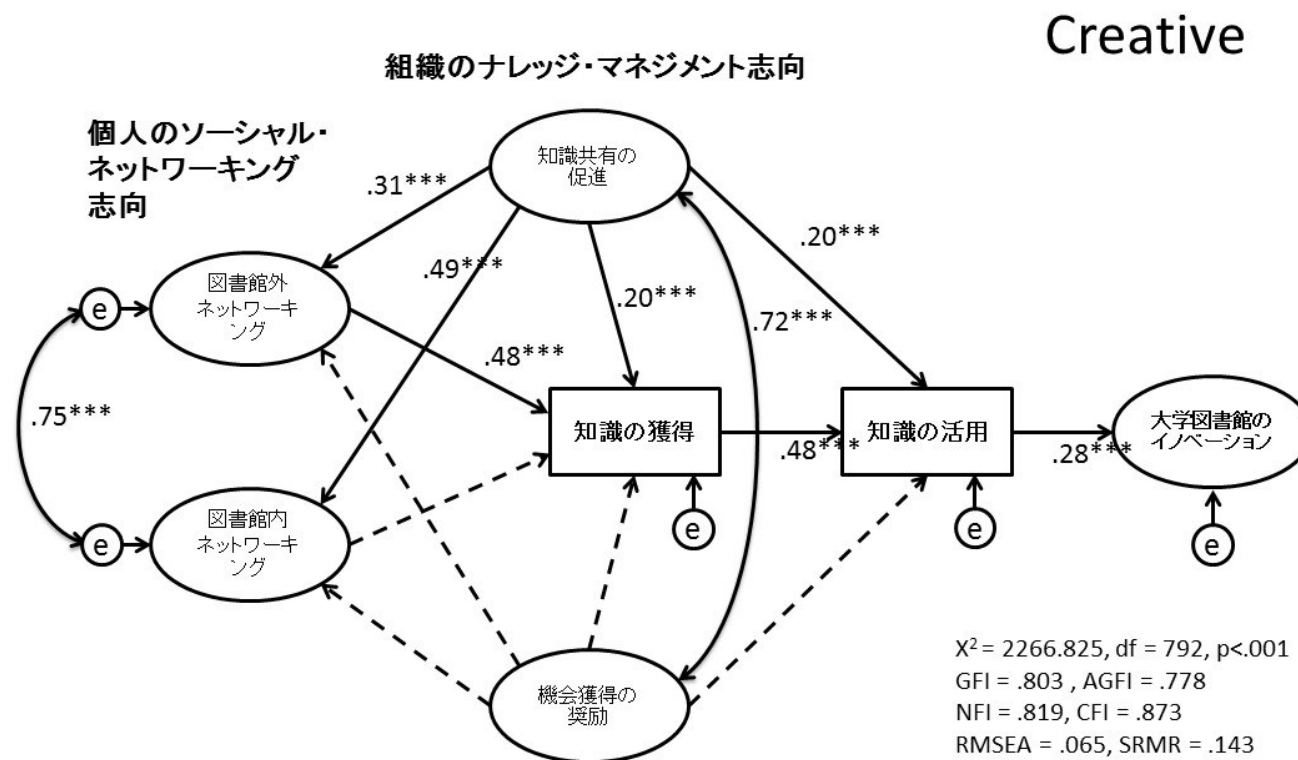 Creative
組織のナレッジ・マネジメント志向
個人のソーシャル・
ネットワーキング
志向
知識共有の
促進
.31***
.20***
図書館外
ネットワーキ
ング
.49***
.20***
.72***
e
.48***
.75***
知識の獲得
.48***
知識の活用
.28***
大学図書館の
イノベーション
e
図書館内
ネットワーキ
ング
e
e
e
機会獲得の
奨励
X² = 2266.825, df = 792, p<.001
GFI = .803 , AGFI = .778
NFI = .819, CFI = .873
RMSEA = .065, SRMR = .143